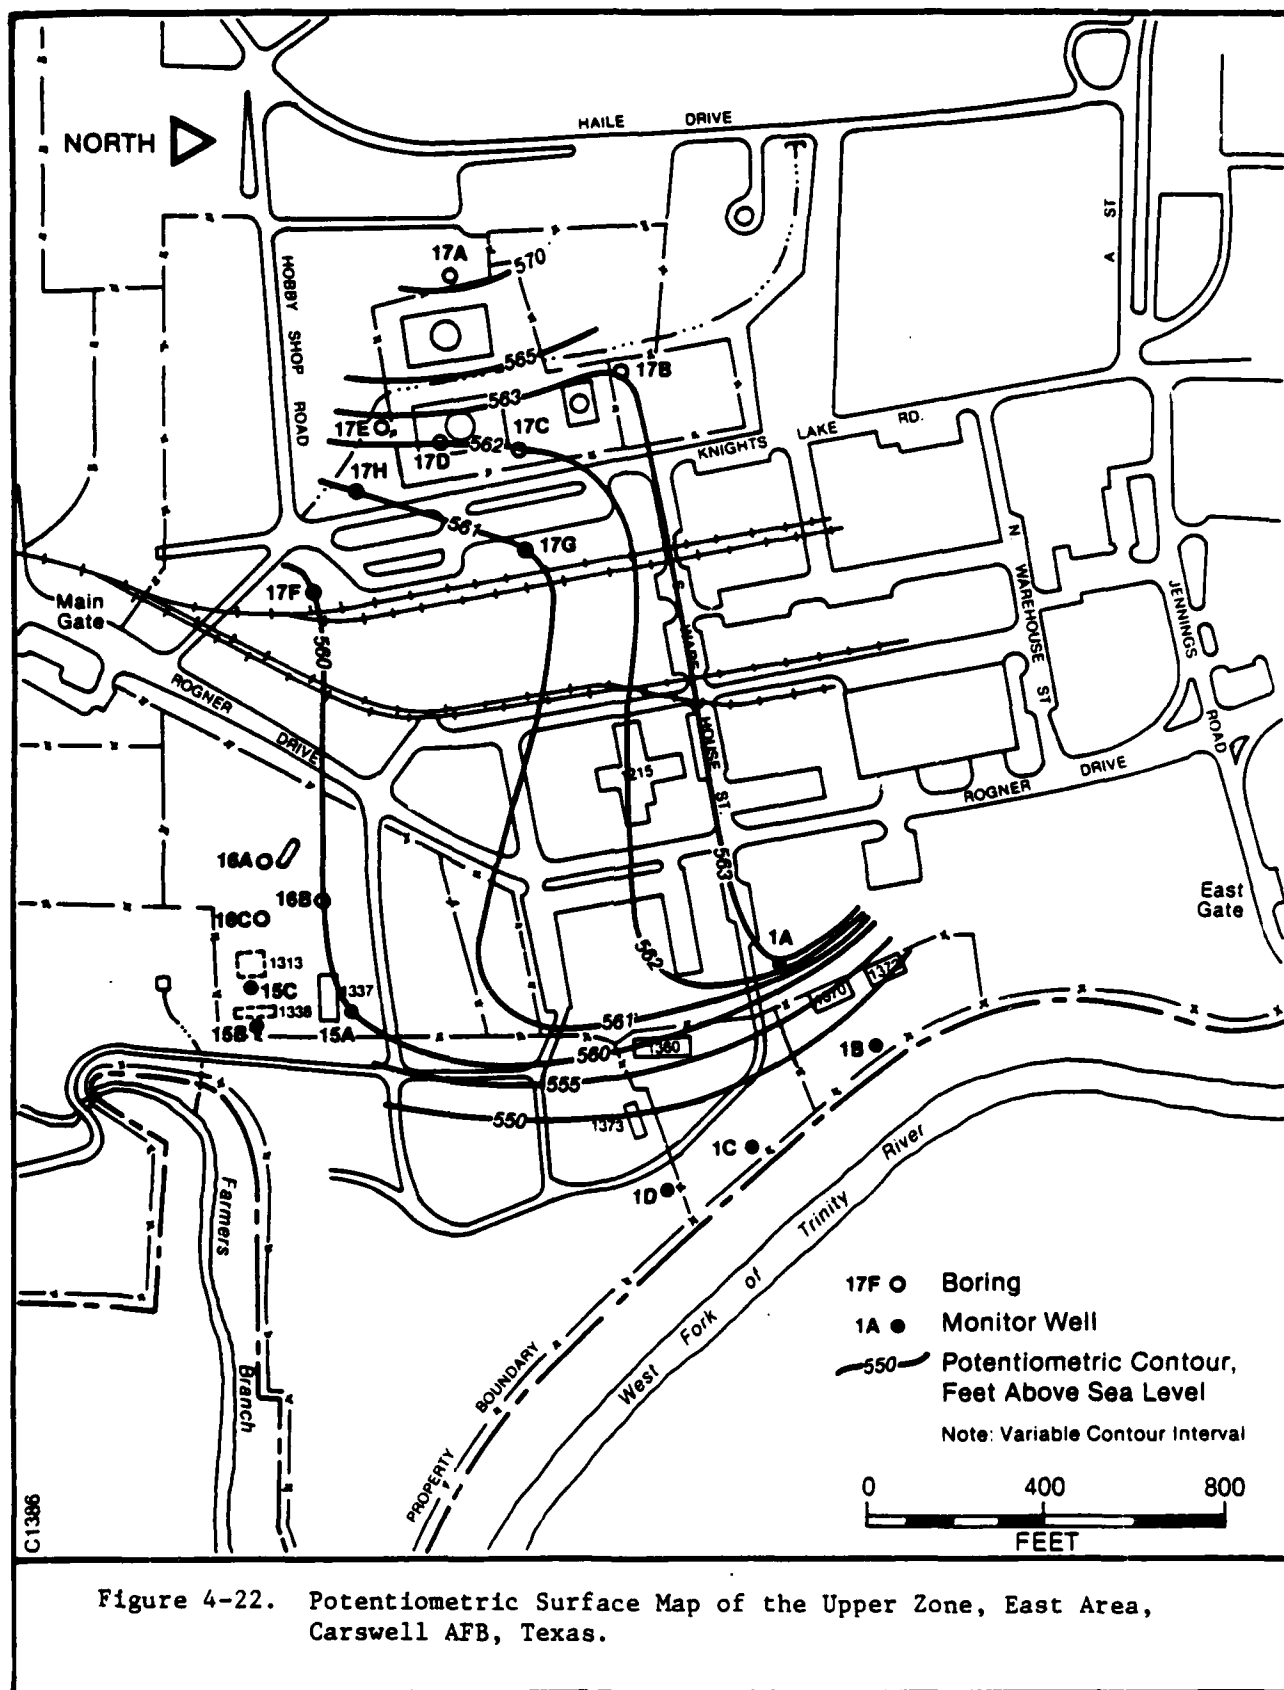 NORTH
HAILE DRIVE
A ST
17A
570
HOBBY SHOP ROAD
565
17B
563
17E
17D
562
17C
KNIGHTS LAKE RD.
17H
561
17G
17F
Main
Gate
560
N WAREHOUSE ST
JENNINGS ROAD
ROGNER DRIVE
WAREHOUSE ST.
1215
ROGNER DRIVE
16A
563
16B
16C
East
Gate
562
1A
1313
15C
1337
1338
15B
15A
1370
1372
561
560
1360
555
1B
550
1373
1C
1D
Farmers Branch
West Fork of Trinity River
PROPERTY BOUNDARY
17F Boring
1A Monitor Well
550 Potentiometric Contour,
Feet Above Sea Level
Note: Variable Contour Interval
0 400 800
FEET
C1386
Figure 4-22. Potentiometric Surface Map of the Upper Zone, East Area,
Carswell AFB, Texas.